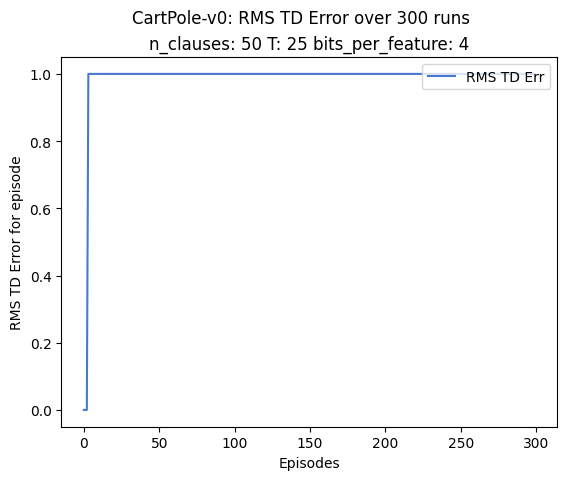 CartPole-v0: RMS TD Error over 300 runs
n_clauses: 50 T: 25 bits_per_feature: 4
RMS TD Err
1.0
0.8
0.6
0.4
0.2
0.0
RMS TD Error for episode
0 50 100 150 200 250 300
Episodes